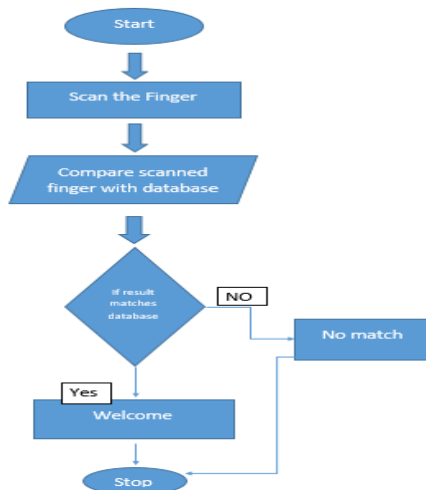 Start
Scan the Finger
Compare scanned
finger with database
If result
matches
database
NO
No match
Yes
Welcome
Stop